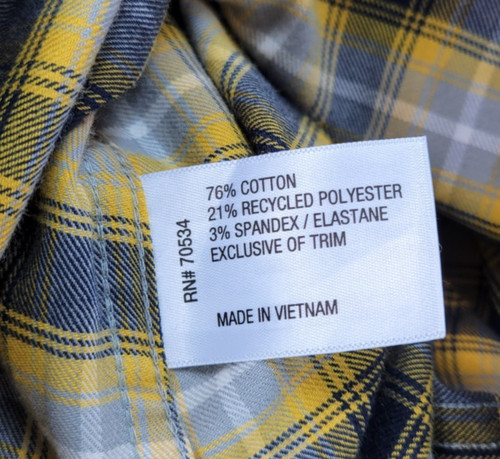 76% COTTON
21% RECYCLED POLYESTER
3% SPANDEX / ELASTANE
EXCLUSIVE OF TRIM
MADE IN VIETNAM
RN# 70534